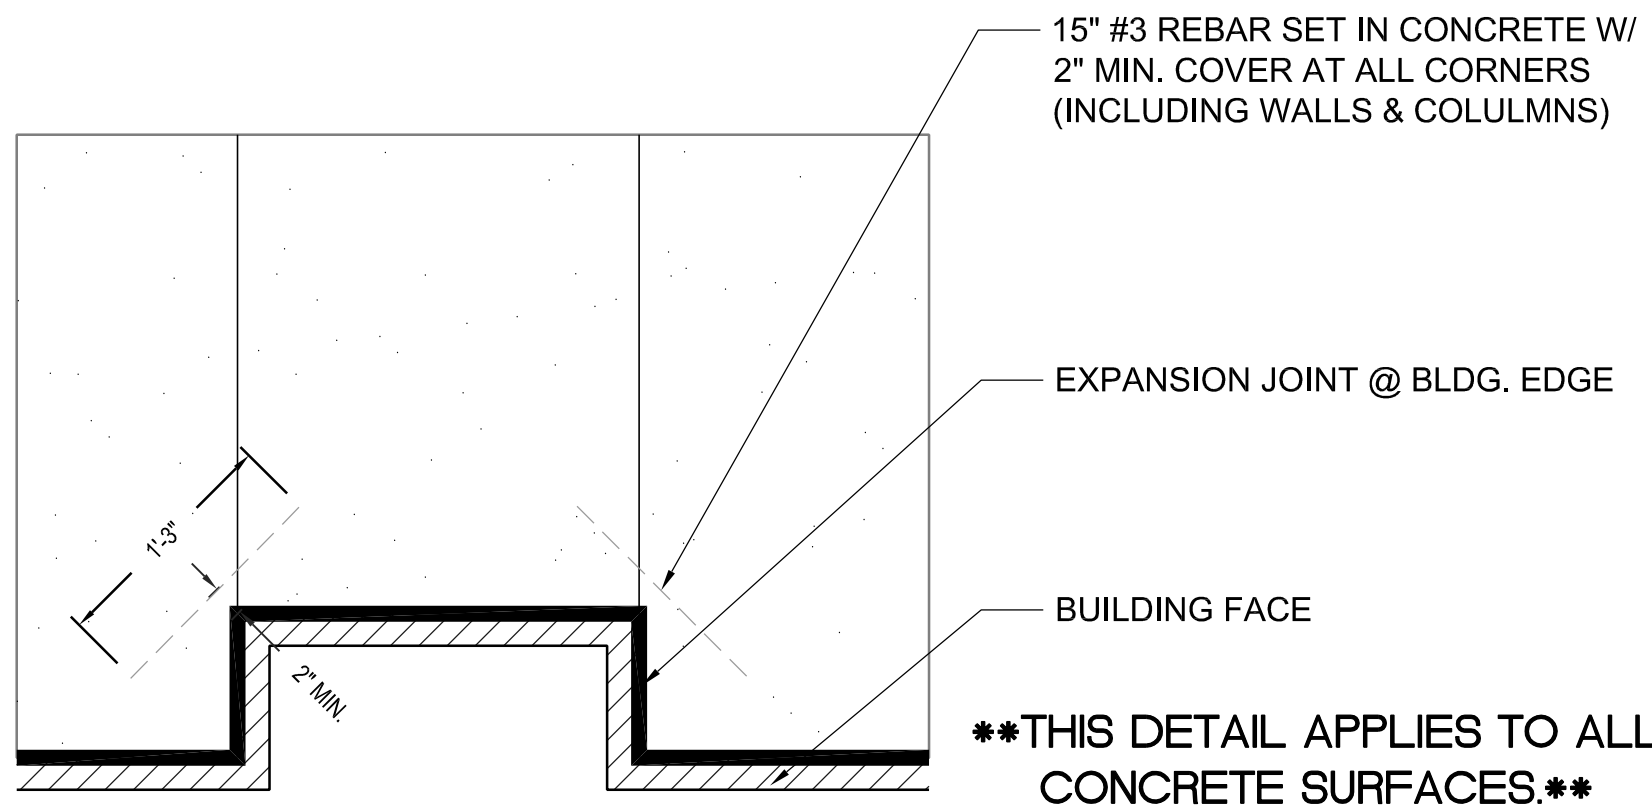 15" #3 REBAR SET IN CONCRETE W/
2" MIN. COVER AT ALL CORNERS
(INCLUDING WALLS & COLULMNS)
EXPANSION JOINT @ BLDG. EDGE
1'-3"
BUILDING FACE
2" MIN.
**THIS DETAIL APPLIES TO ALL
CONCRETE SURFACES.**